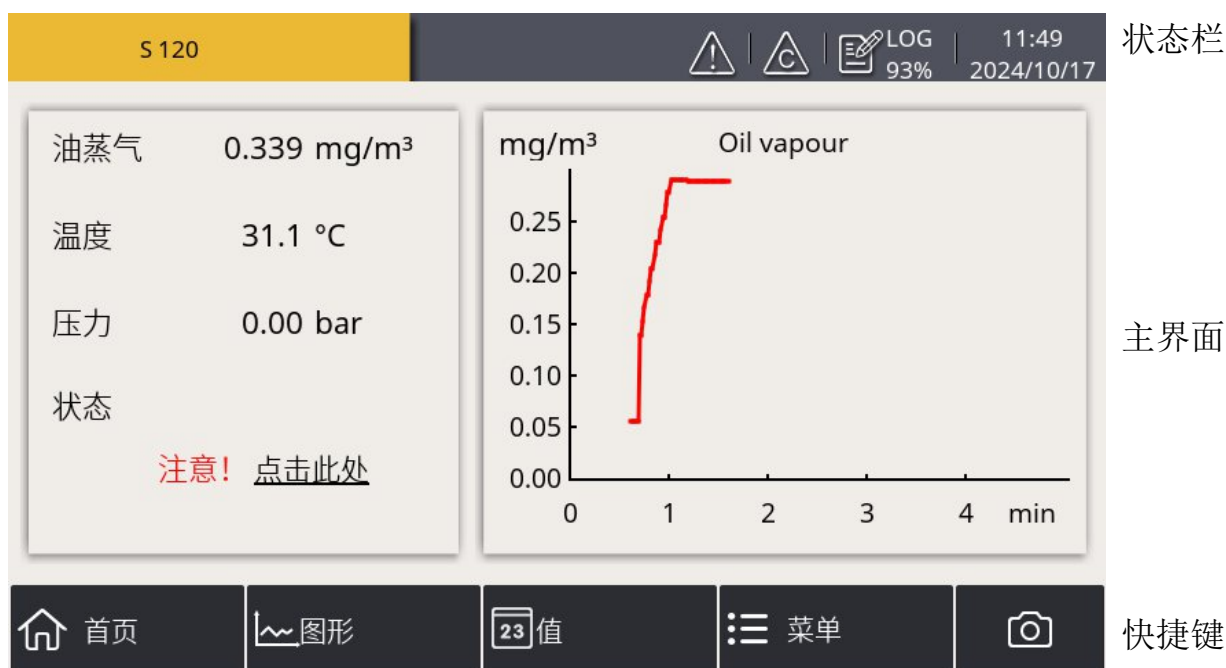 S 120
C
LOG
93%
11:49
2024/10/17
状态栏
油蒸气 0.339 mg/m³
温度 31.1 °C
压力 0.00 bar
状态
注意！ 点击此处
mg/m³ Oil vapour
0.25
0.20
0.15
0.10
0.05
0.00
0 1 2 3 4 min
主界面
首页
图形
23 值
菜单
快捷键